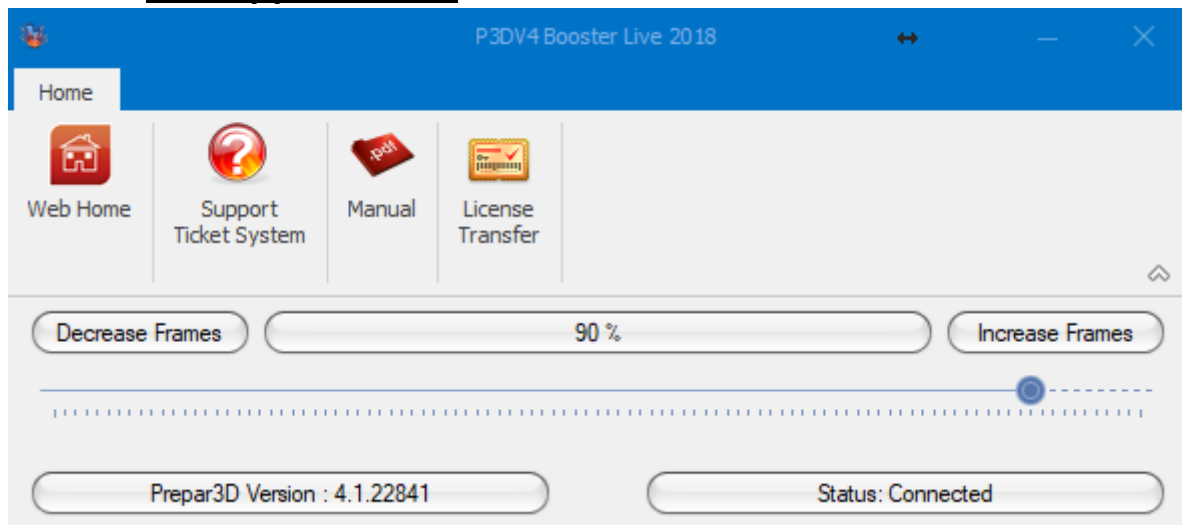 P3DV4 Booster Live 2018
Home
.pdf
Web Home
Support
Ticket System
Manual
License
Transfer
Decrease Frames
90 %
Increase Frames
Prepar3D Version : 4.1.22841
Status: Connected